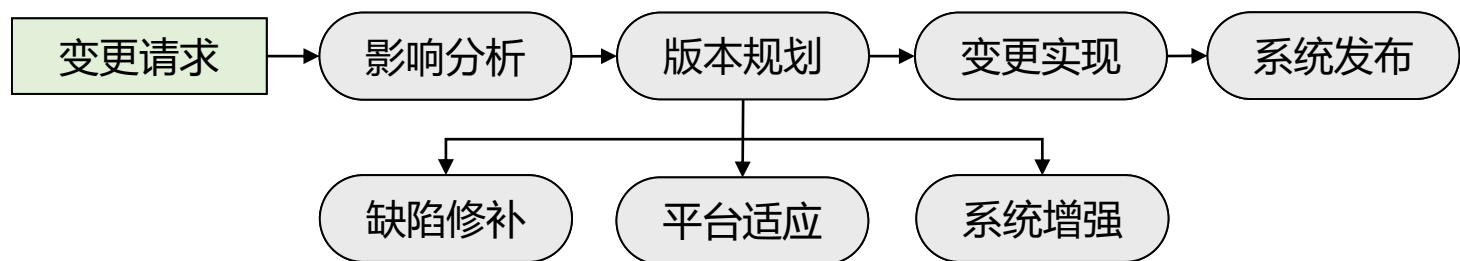 变更请求
影响分析
版本规划
变更实现
系统发布
缺陷修补
平台适应
系统增强